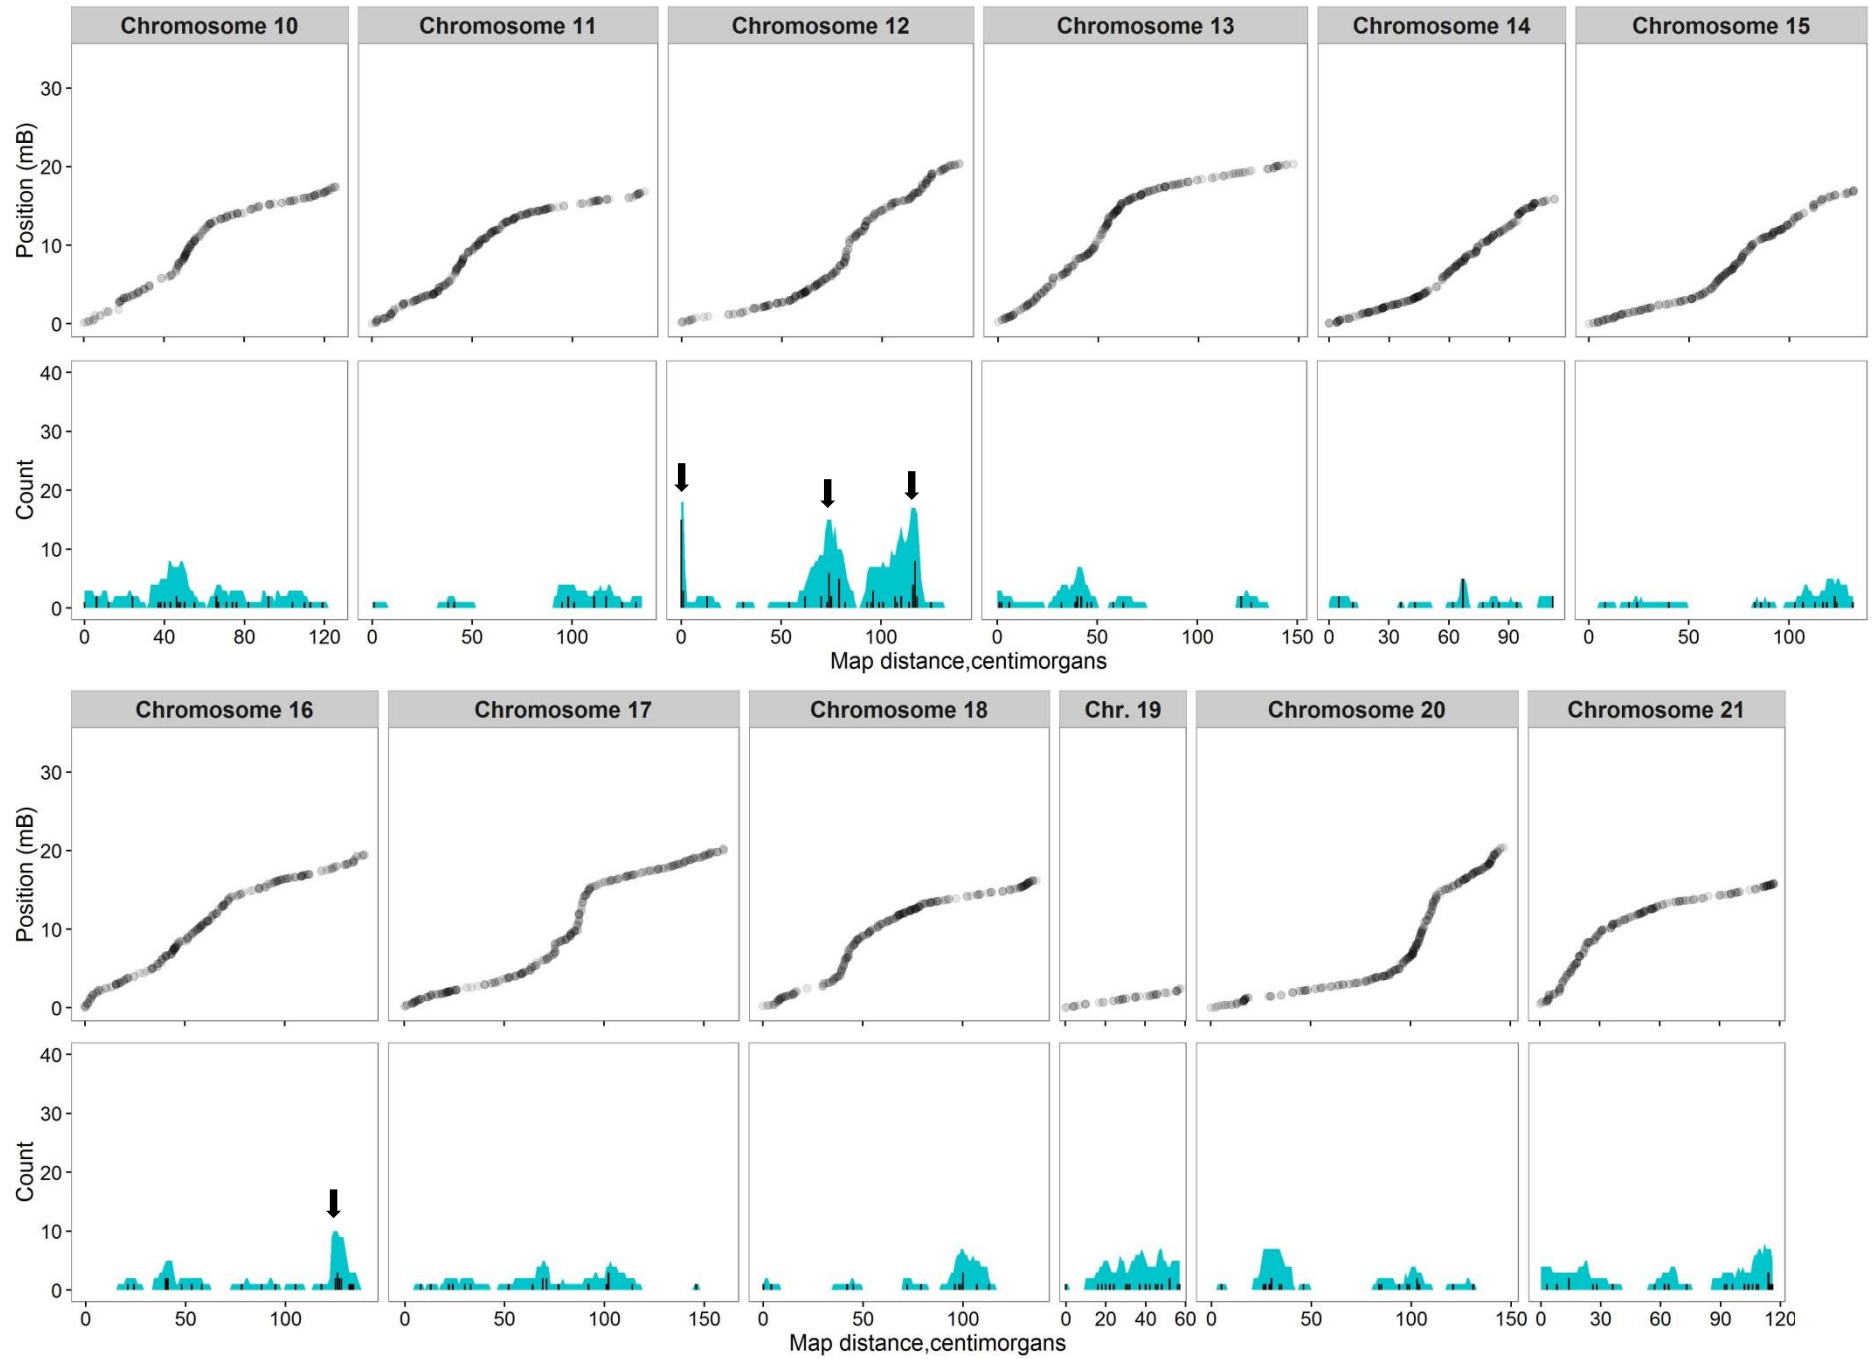 Chromosome 10 Chromosome 11 Chromosome 12 Chromosome 13 Chromosome 14 Chromosome 15
Position (mB)
30
20
10
0
Count
40
30
20
10
0
0 40 80 120 0 50 100 0 50 100 0 50 100 150 0 30 60 90 0 50 100
Map distance,centimorgans
Chromosome 16 Chromosome 17 Chromosome 18 Chr. 19 Chromosome 20 Chromosome 21
Position (mB)
30
20
10
0
Count
40
30
20
10
0
0 50 100 0 50 100 150 0 50 100 0 20 40 60 0 50 100 150 0 30 60 90 120
Map distance,centimorgans